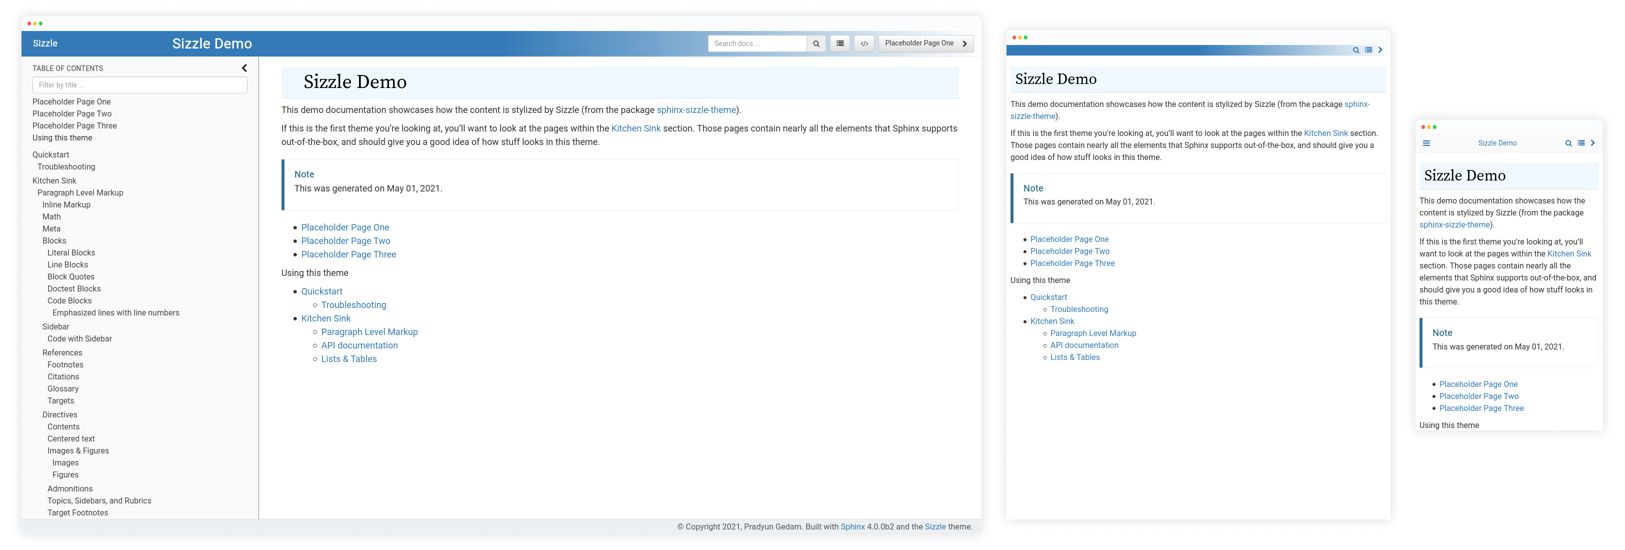 Sizzle
Sizzle Demo
Search docs ...
Placeholder Page One
TABLE OF CONTENTS
Filter by title ...
Placeholder Page One
Placeholder Page Two
Placeholder Page Three
Using this theme
Quickstart
Troubleshooting
Kitchen Sink
Paragraph Level Markup
Inline Markup
Math
Meta
Blocks
Literal Blocks
Line Blocks
Block Quotes
Doctest Blocks
Code Blocks
Emphasized lines with line numbers
Sidebar
Code with Sidebar
References
Footnotes
Citations
Glossary
Targets
Directives
Contents
Centered text
Images & Figures
Images
Figures
Admonitions
Topics, Sidebars, and Rubrics
Target Footnotes
Sizzle Demo
This demo documentation showcases how the content is stylized by Sizzle (from the package sphinx-sizzle-theme).
If this is the first theme you're looking at, you'll want to look at the pages within the Kitchen Sink section. Those pages contain nearly all the elements that Sphinx supports
out-of-the-box, and should give you a good idea of how stuff looks in this theme.
Note
This was generated on May 01, 2021.
• Placeholder Page One
• Placeholder Page Two
• Placeholder Page Three
Using this theme
• Quickstart
◦ Troubleshooting
• Kitchen Sink
◦ Paragraph Level Markup
◦ API documentation
◦ Lists & Tables
© Copyright 2021, Pradyun Gedam. Built with Sphinx 4.0.0b2 and the Sizzle theme.
Sizzle Demo
This demo documentation showcases how the content is stylized by Sizzle (from the package sphinx-
sizzle-theme).
If this is the first theme you're looking at, you'll want to look at the pages within the Kitchen Sink section.
Those pages contain nearly all the elements that Sphinx supports out-of-the-box, and should give you a
good idea of how stuff looks in this theme.
Note
This was generated on May 01, 2021.
• Placeholder Page One
• Placeholder Page Two
• Placeholder Page Three
Using this theme
• Quickstart
◦ Troubleshooting
• Kitchen Sink
◦ Paragraph Level Markup
◦ API documentation
◦ Lists & Tables
Sizzle Demo
Sizzle Demo
This demo documentation showcases how the
content is stylized by Sizzle (from the package
sphinx-sizzle-theme).
If this is the first theme you're looking at, you'll
want to look at the pages within the Kitchen Sink
section. Those pages contain nearly all the
elements that Sphinx supports out-of-the-box, and
should give you a good idea of how stuff looks in
this theme.
Note
This was generated on May 01, 2021.
• Placeholder Page One
• Placeholder Page Two
• Placeholder Page Three
Using this theme